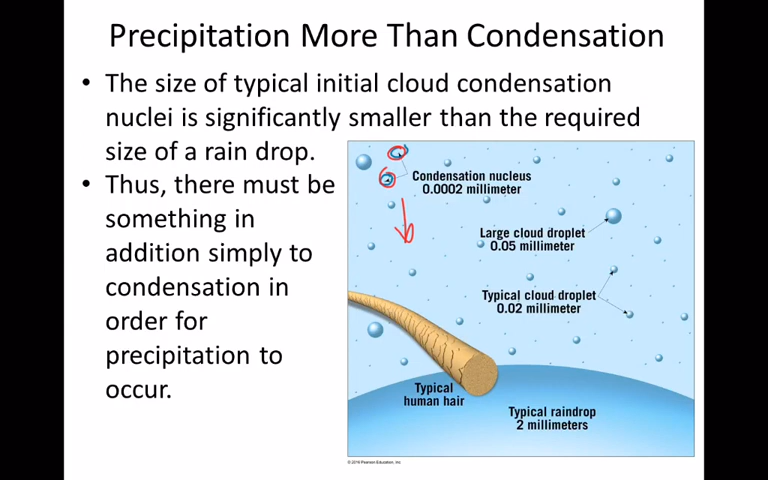 Precipitation More Than Condensation
• The size of typical initial cloud condensation
nuclei is significantly smaller than the required
size of a rain drop.
• Thus, there must be
something in
addition simply to
condensation in
order for
precipitation to
occur.
Condensation nucleus
0.0002 millimeter
Large cloud droplet
0.05 millimeter
Typical cloud droplet
0.02 millimeter
Typical
human hair
Typical raindrop
2 millimeters
© 2016 Pearson Education, Inc.